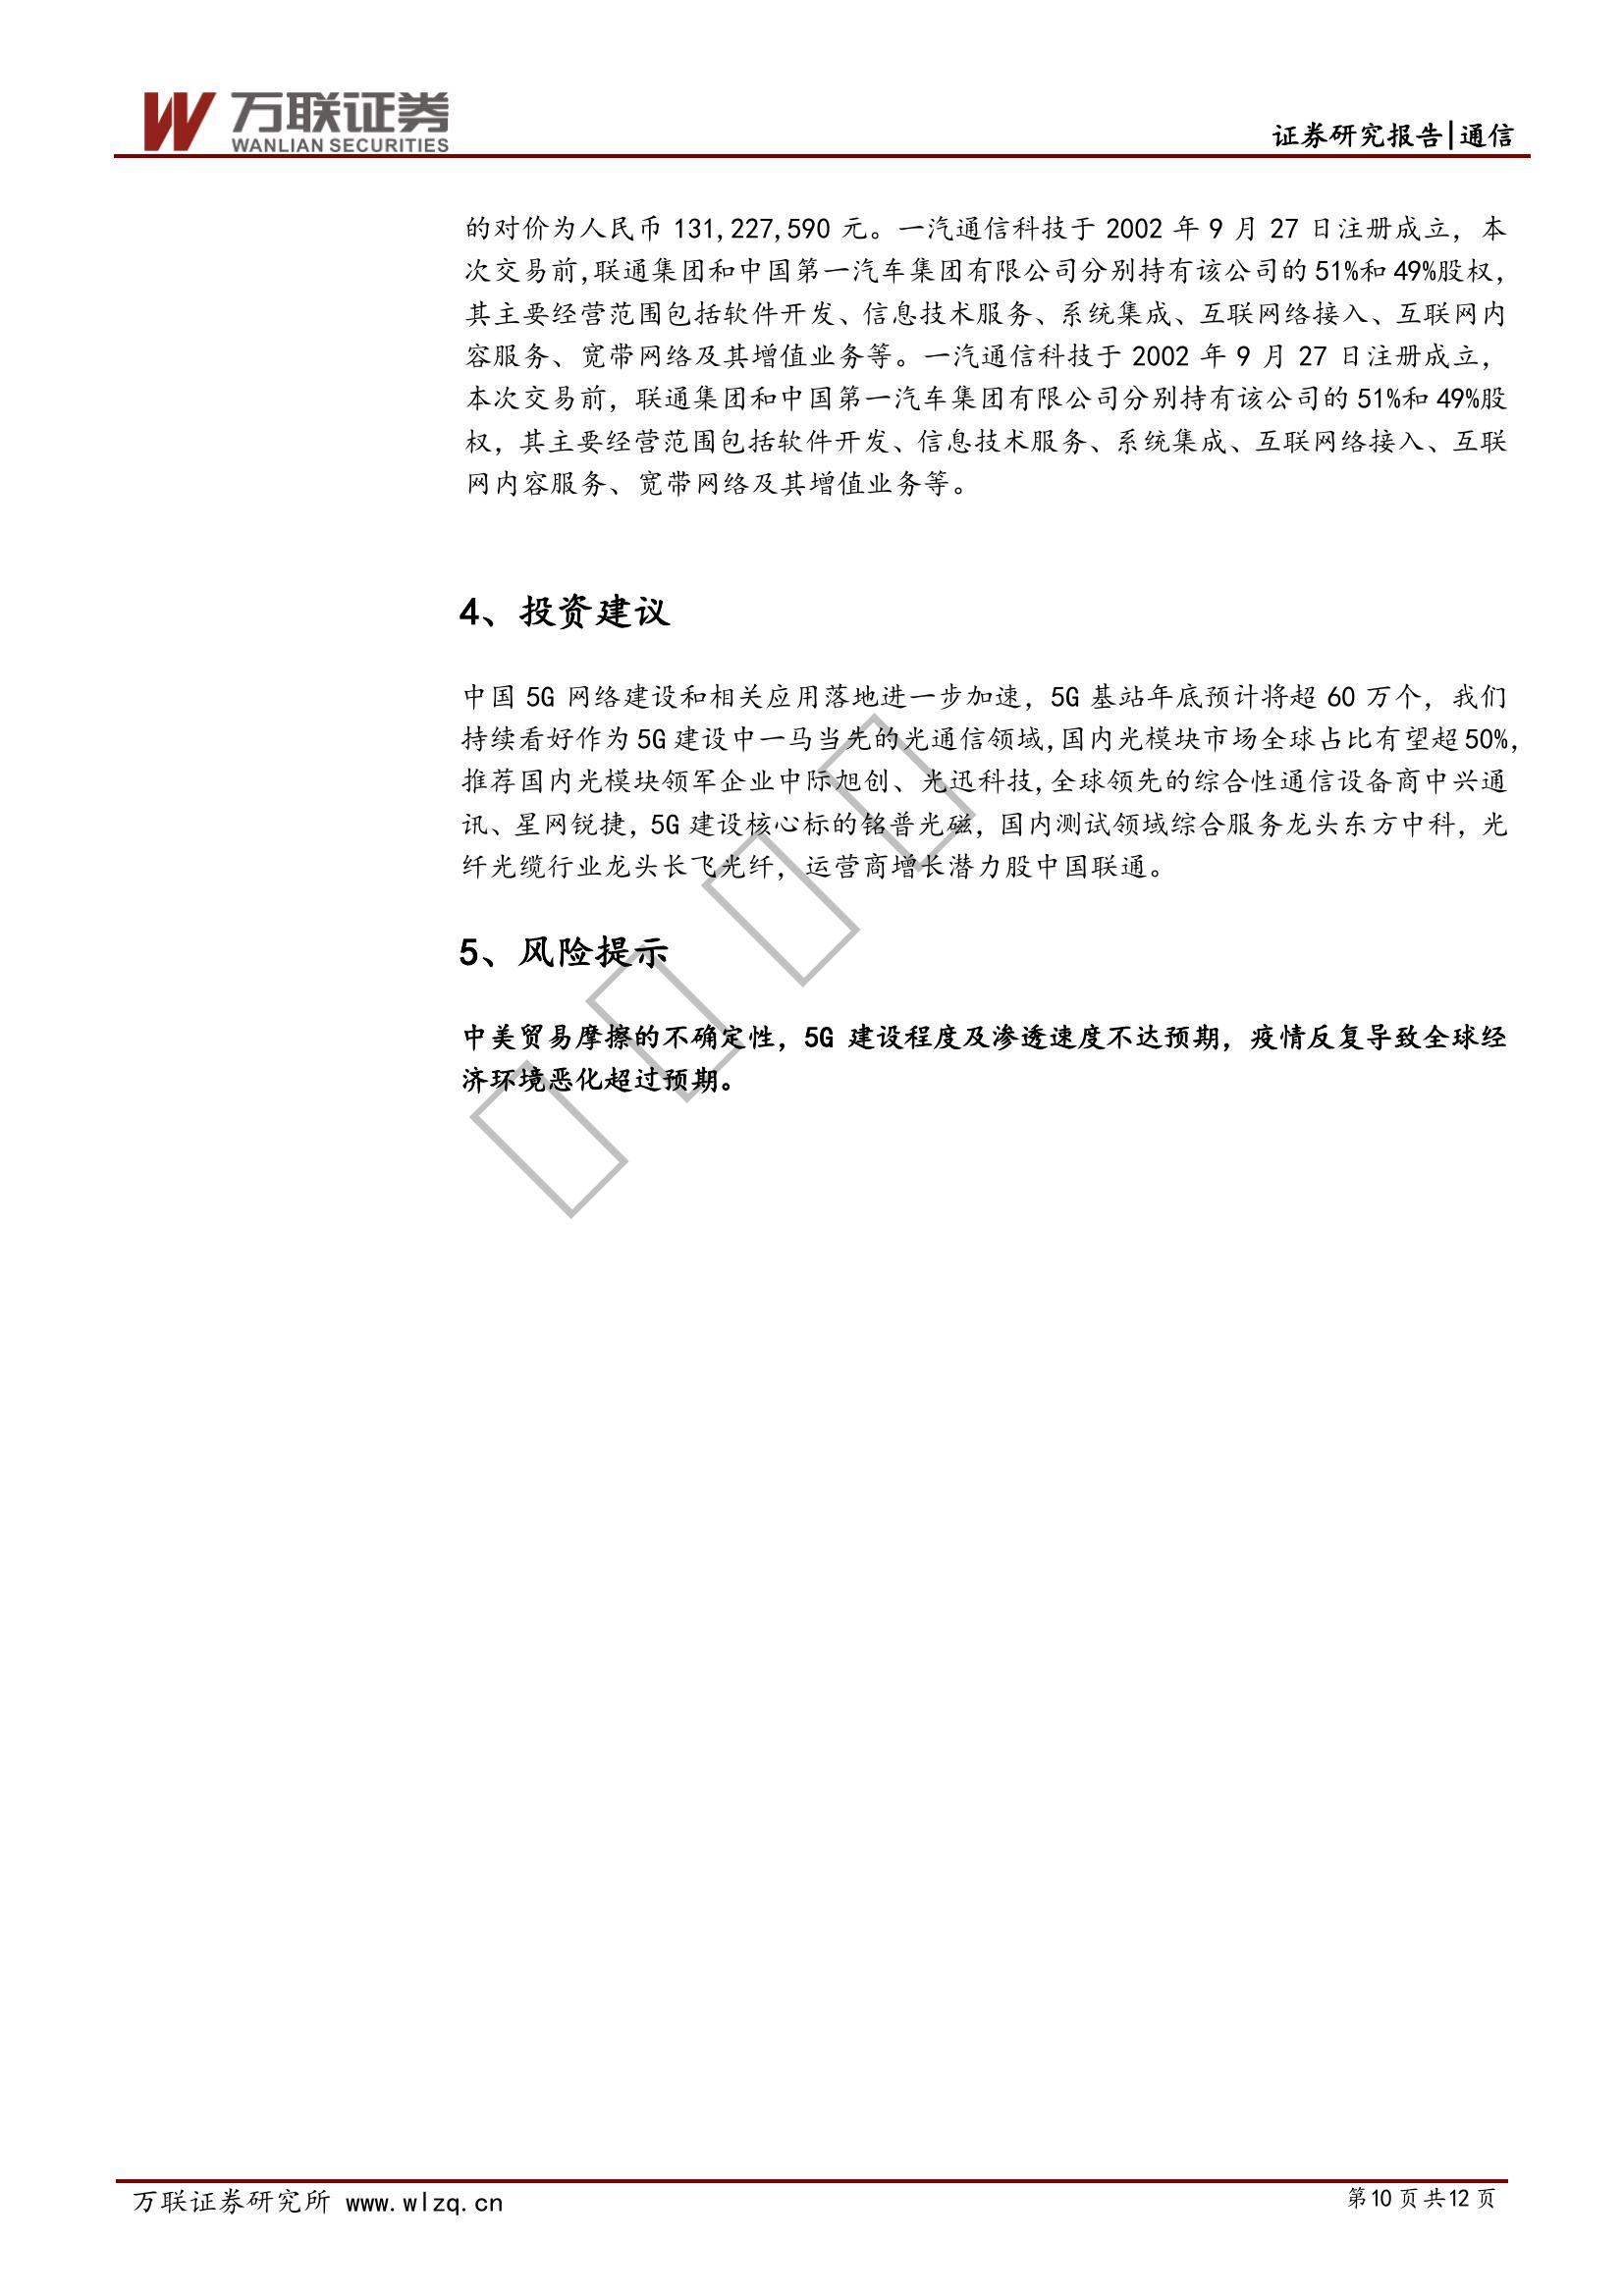 万联证券
WANLIAN SECURITIES
证券研究报告|通信
的对价为人民币 131,227,590 元。一汽通信科技于 2002 年 9 月 27 日注册成立，本
次交易前，联通集团和中国第一汽车集团有限公司分别持有该公司的 51%和 49%股权，
其主要经营范围包括软件开发、信息技术服务、系统集成、互联网络接入、互联网内
容服务、宽带网络及其增值业务等。一汽通信科技于 2002 年 9 月 27 日注册成立，
本次交易前，联通集团和中国第一汽车集团有限公司分别持有该公司的 51%和 49%股
权，其主要经营范围包括软件开发、信息技术服务、系统集成、互联网络接入、互联
网内容服务、宽带网络及其增值业务等。
4、投资建议
中国 5G 网络建设和相关应用落地进一步加速，5G 基站年底预计将超 60 万个，我们
持续看好作为 5G 建设中一马当先的光通信领域，国内光模块市场全球占比有望超 50%，
推荐国内光模块领军企业中际旭创、光迅科技，全球领先的综合性通信设备商中兴通
讯、星网锐捷，5G 建设核心标的铭普光磁，国内测试领域综合服务龙头东方中科，光
纤光缆行业龙头长飞光纤，运营商增长潜力股中国联通。
5、风险提示
中美贸易摩擦的不确定性，5G 建设程度及渗透速度不达预期，疫情反复导致全球经
济环境恶化超过预期。
万联证券研究所 www.wlzq.cn
第 10 页 共 12 页